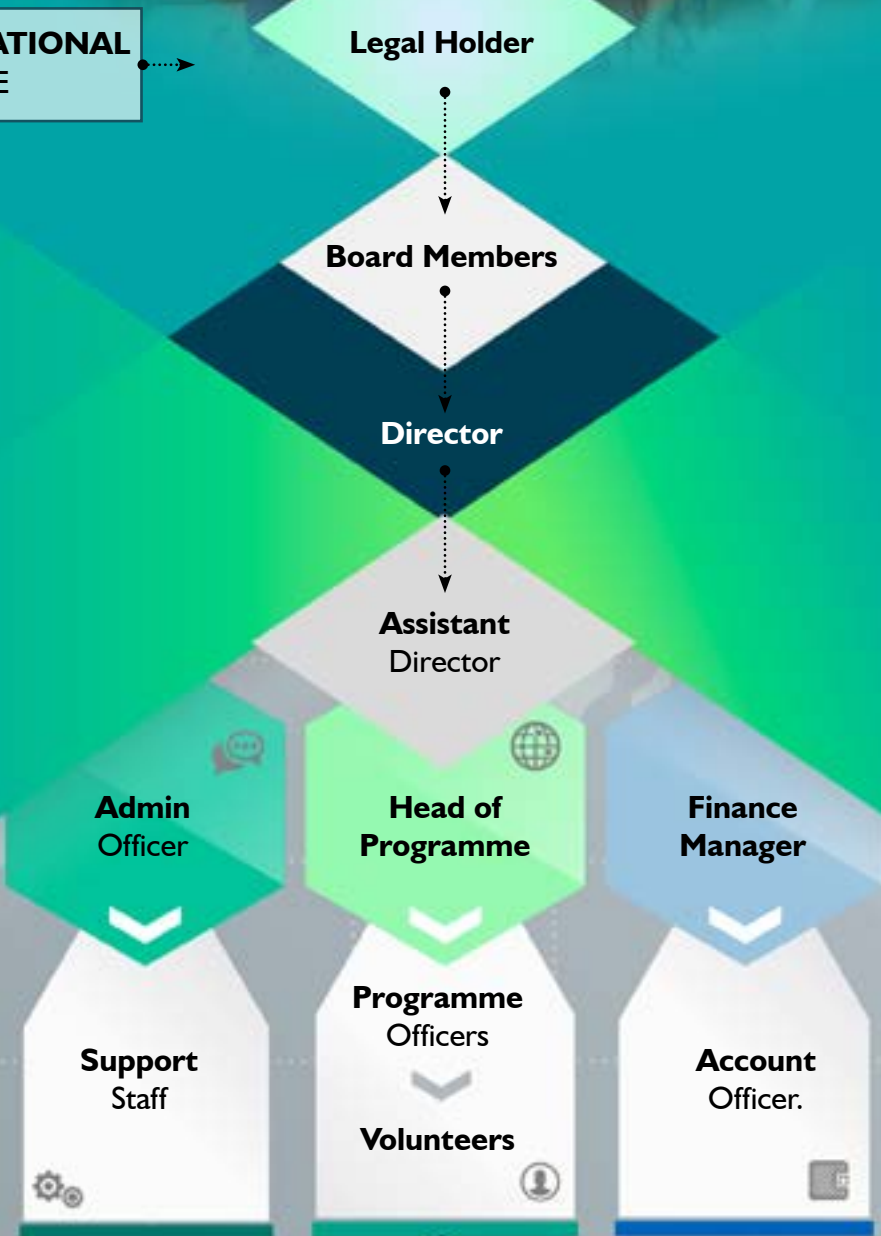 ATIONAL
E
Legal Holder
Board Members
Director
Assistant
Director
Admin
Officer
Head of
Programme
Finance
Manager
Support
Staff
Programme
Officers
Volunteers
Account
Officer.